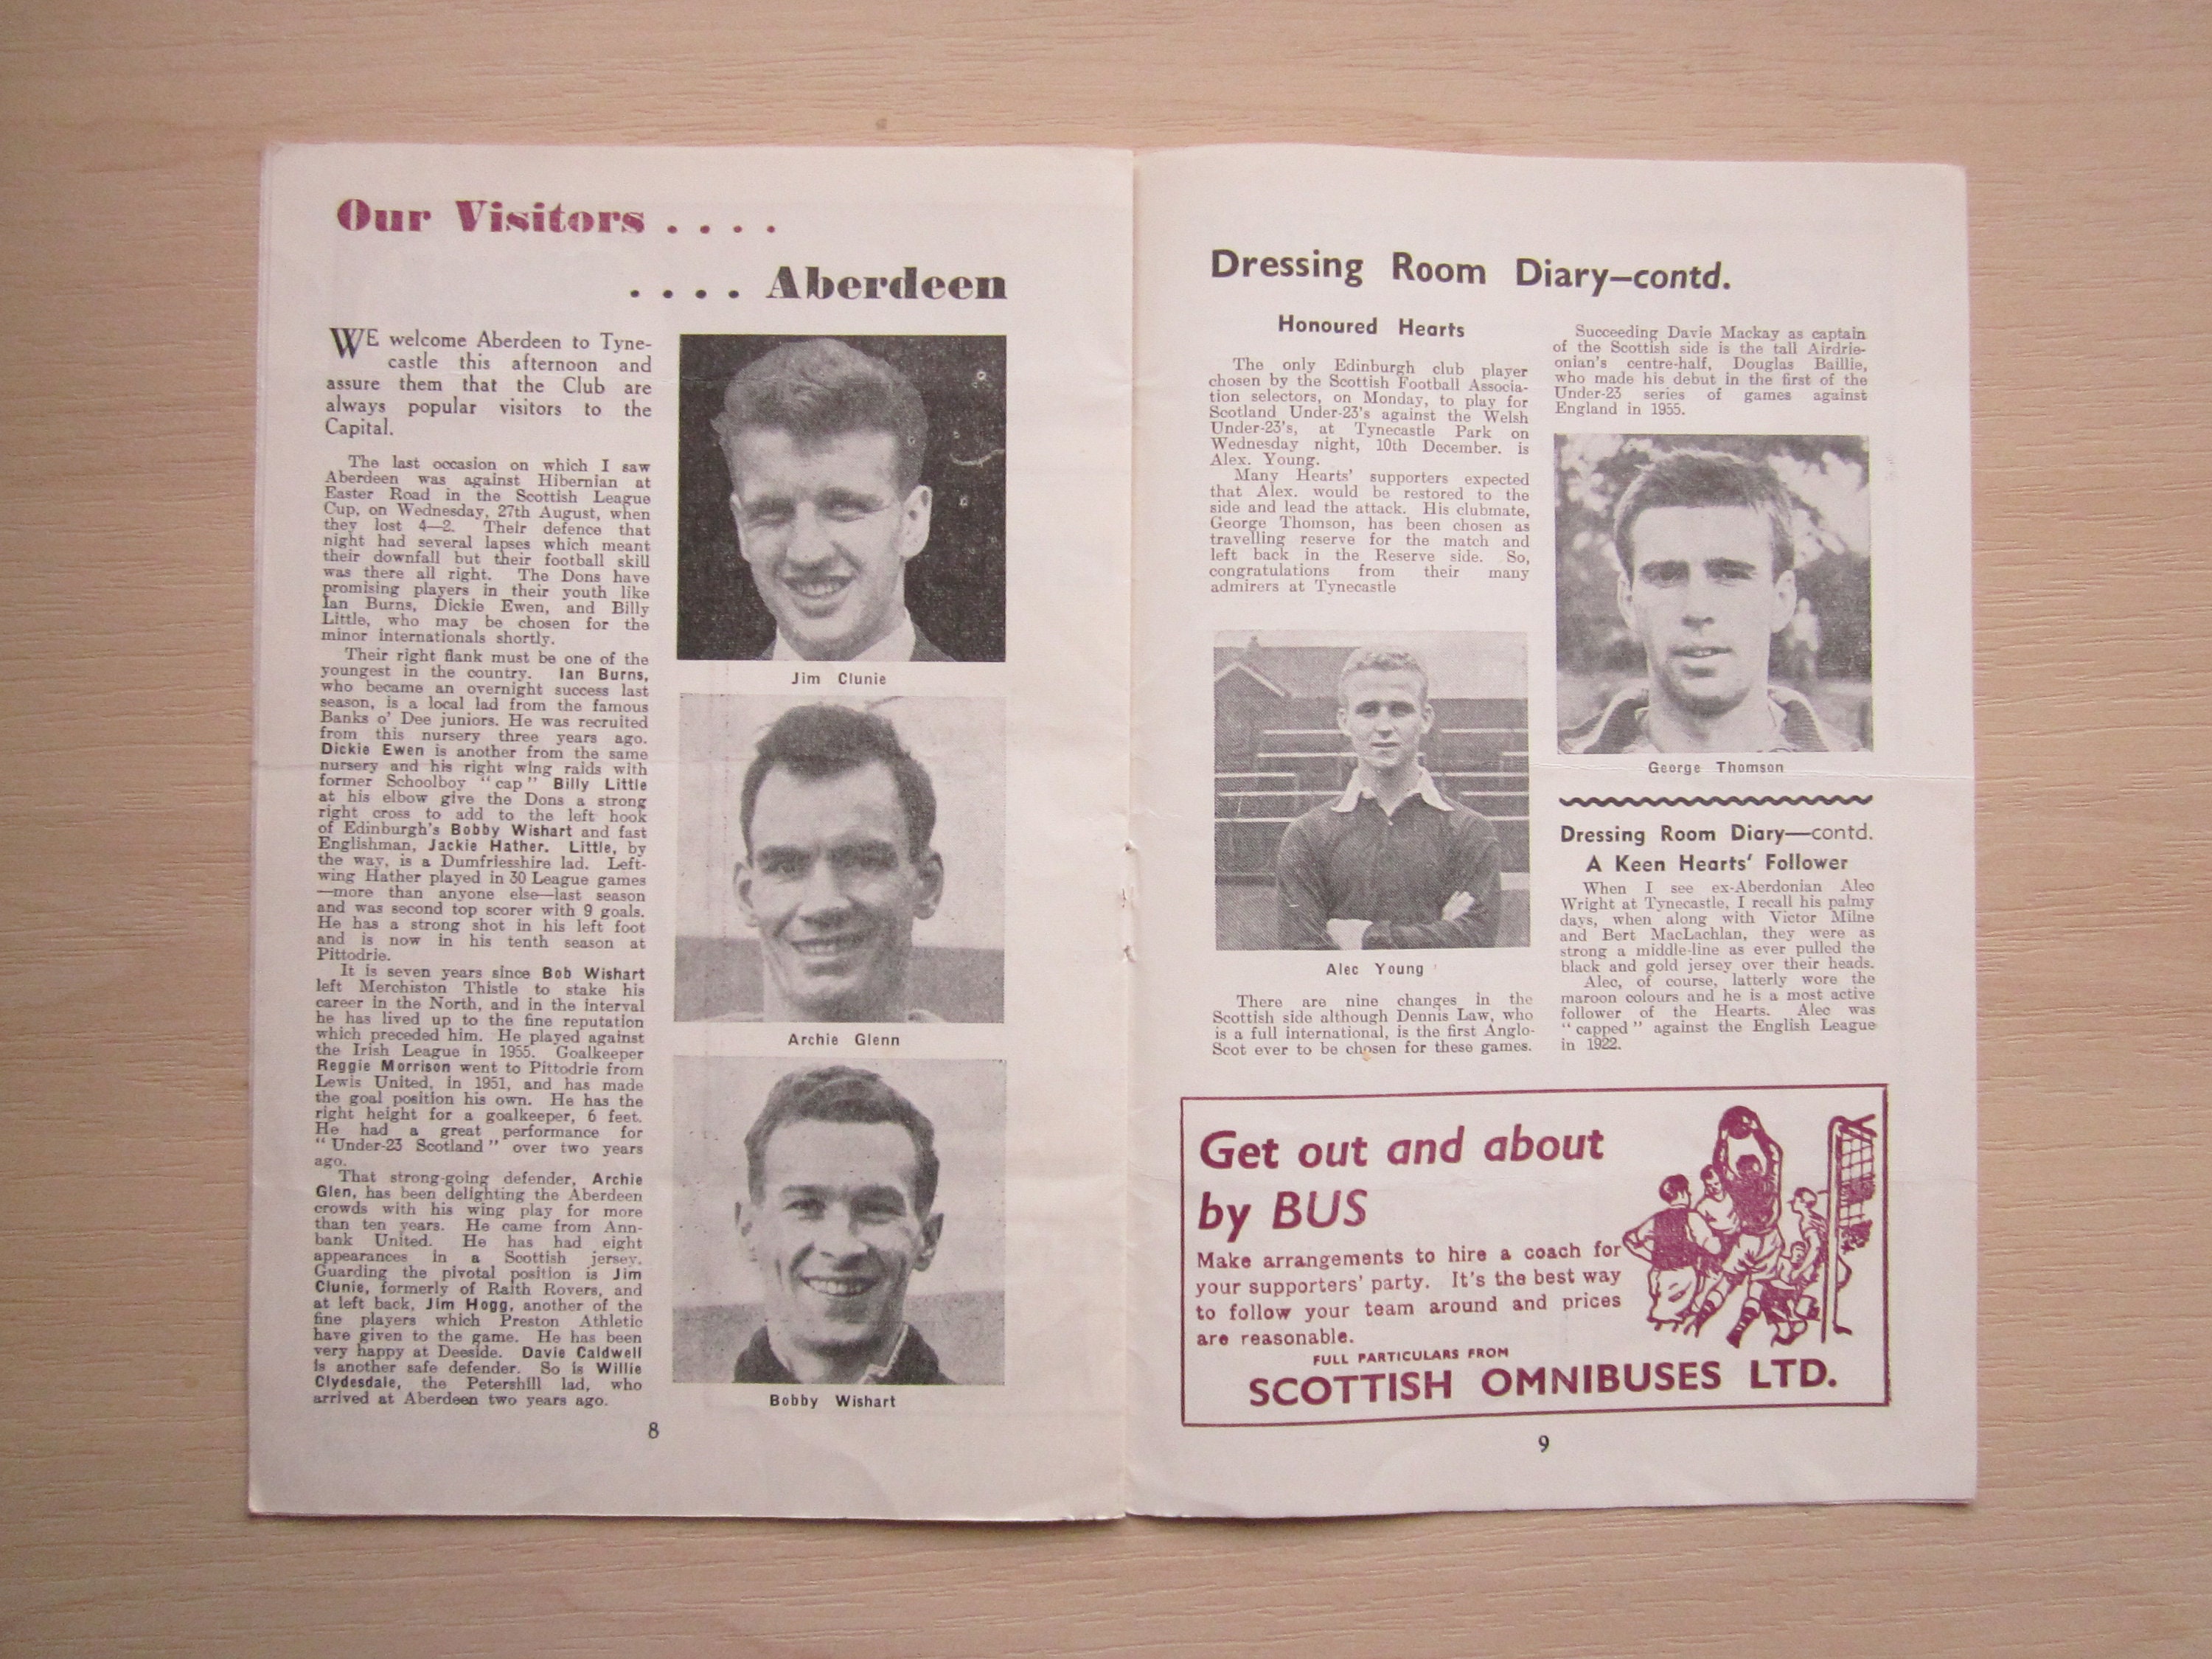 Our Visitors . . . .
. . . . Aberdeen
WE welcome Aberdeen to Tyne-
castle this afternoon and
assure them that the Club are
always popular visitors to the
Capital.
The last occasion on which I saw
Aberdeen was against Hibernian at
Easter Road in the Scottish League
Cup, on Wednesday, 27th August, when
they lost 4—2. Their defence that
night had several lapses which meant
their downfall but their football skill
was there all right. The Dons have
promising players in their youth like
Ian Burns, Dickie Ewen, and Billy
Little, who may be chosen for the
minor internationals shortly.
Their right flank must be one of the
youngest in the country. Ian Burns,
who became an overnight success last
season, is a local lad from the famous
Banks o' Dee juniors. He was recruited
from this nursery three years ago.
Dickie Ewen is another from the same
nursery and his right wing raids with
former Schoolboy "cap" Billy Little
at his elbow give the Dons a strong
right cross to add to the left hook
of Edinburgh's Bobby Wishart and fast
Englishman, Jackie Hather. Little, by
the way, is a Dumfriesshire lad. Left-
wing Hather played in 30 League games
—more than anyone else—last season
and was second top scorer with 9 goals.
He has a strong shot in his left foot
and is now in his tenth season at
Pittodrie.
It is seven years since Bob Wishart
left Merchiston Thistle to stake his
career in the North, and in the interval
he has lived up to the fine reputation
which preceded him. He played against
the Irish League in 1955. Goalkeeper
Reggie Morrison went to Pittodrie from
Lewis United, in 1951, and has made
the goal position his own. He has the
right height for a goalkeeper, 6 feet.
He had a great performance for
"Under-23 Scotland" over two years
ago.
That strong-going defender, Archie
Glen, has been delighting the Aberdeen
crowds with his wing play for more
than ten years. He came from Ann-
bank United. He has had eight
appearances in a Scottish jersey.
Guarding the pivotal position is Jim
Clunie, formerly of Raith Rovers, and
at left back, Jim Hogg, another of the
fine players which Preston Athletic
have given to the game. He has been
very happy at Deeside. Davie Caldwell
is another safe defender. So is Willie
Clydesdale, the Petershill lad, who
arrived at Aberdeen two years ago.
Jim Clunie
Archie Glenn
Bobby Wishart
8
Dressing Room Diary—contd.
Honoured Hearts
The only Edinburgh club player
chosen by the Scottish Football Associa-
tion selectors, on Monday, to play for
Scotland Under-23's against the Welsh
Under-23's, at Tynecastle Park on
Wednesday night, 10th December. is
Alex. Young.
Many Hearts' supporters expected
that Alex. would be restored to the
side and lead the attack. His clubmate,
George Thomson, has been chosen as
travelling reserve for the match and
left back in the Reserve side. So,
congratulations from their many
admirers at Tynecastle
Alec Young
There are nine changes in the
Scottish side although Dennis Law, who
is a full international, is the first Anglo-
Scot ever to be chosen for these games.
Succeeding Davie Mackay as captain
of the Scottish side is the tall Airdrie-
onian's centre-half, Douglas Baillie,
who made his debut in the first of the
Under-23 series of games against
England in 1955.
George Thomson
Dressing Room Diary—contd.
A Keen Hearts' Follower
When I see ex-Aberdonian Alec
Wright at Tynecastle, I recall his palmy
days, when along with Victor Milne
and Bert MacLachlan, they were as
strong a middle-line as ever pulled the
black and gold jersey over their heads.
Alec, of course, latterly wore the
maroon colours and he is a most active
follower of the Hearts. Alec was
"capped" against the English League
in 1922.
Get out and about
by BUS
Make arrangements to hire a coach for
your supporters' party. It's the best way
to follow your team around and prices
are reasonable.
FULL PARTICULARS FROM
SCOTTISH OMNIBUSES LTD.
9